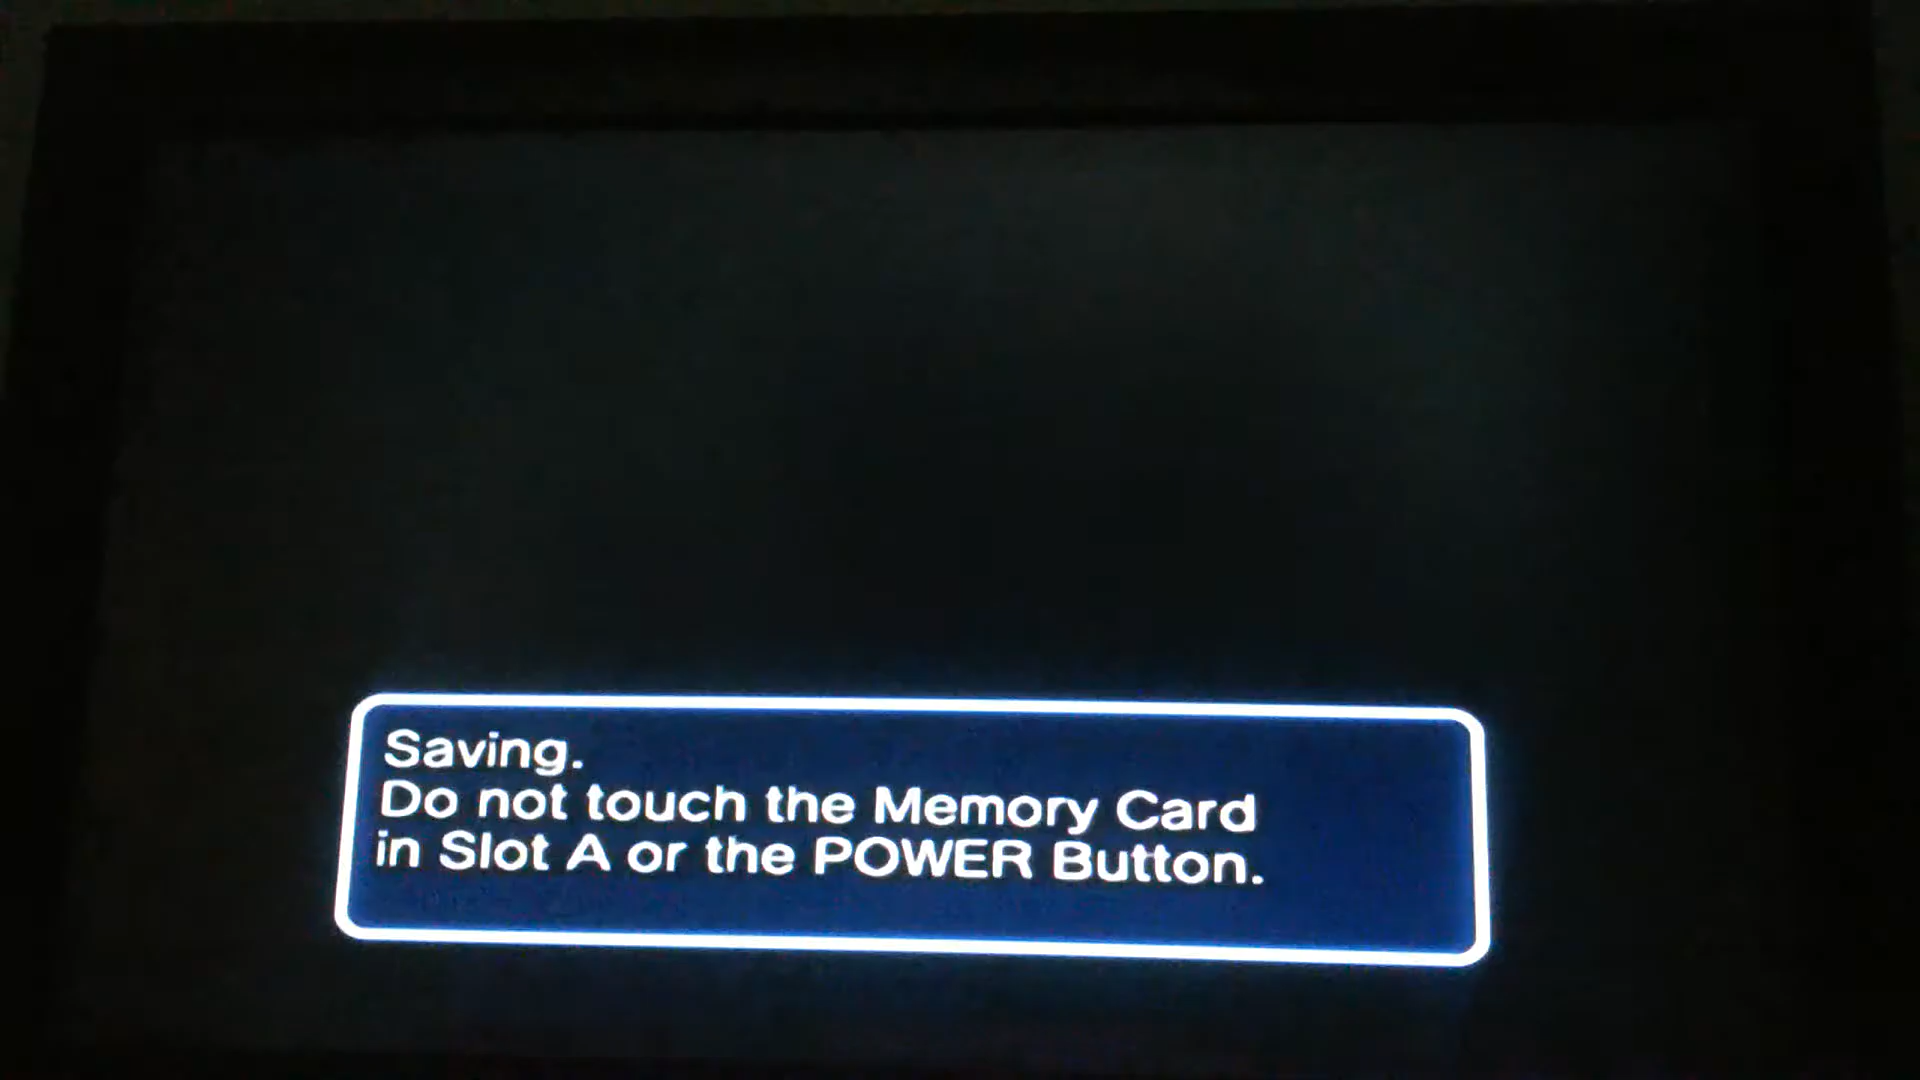 Saving.
Do not touch the Memory Card
in Slot A or the POWER Button.